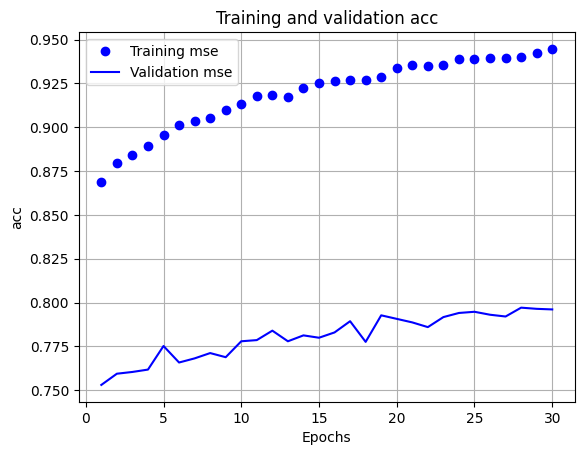 Training and validation acc
Training mse
Validation mse
acc
0.950
0.925
0.900
0.875
0.850
0.825
0.800
0.775
0.750
0 5 10 15 20 25 30
Epochs